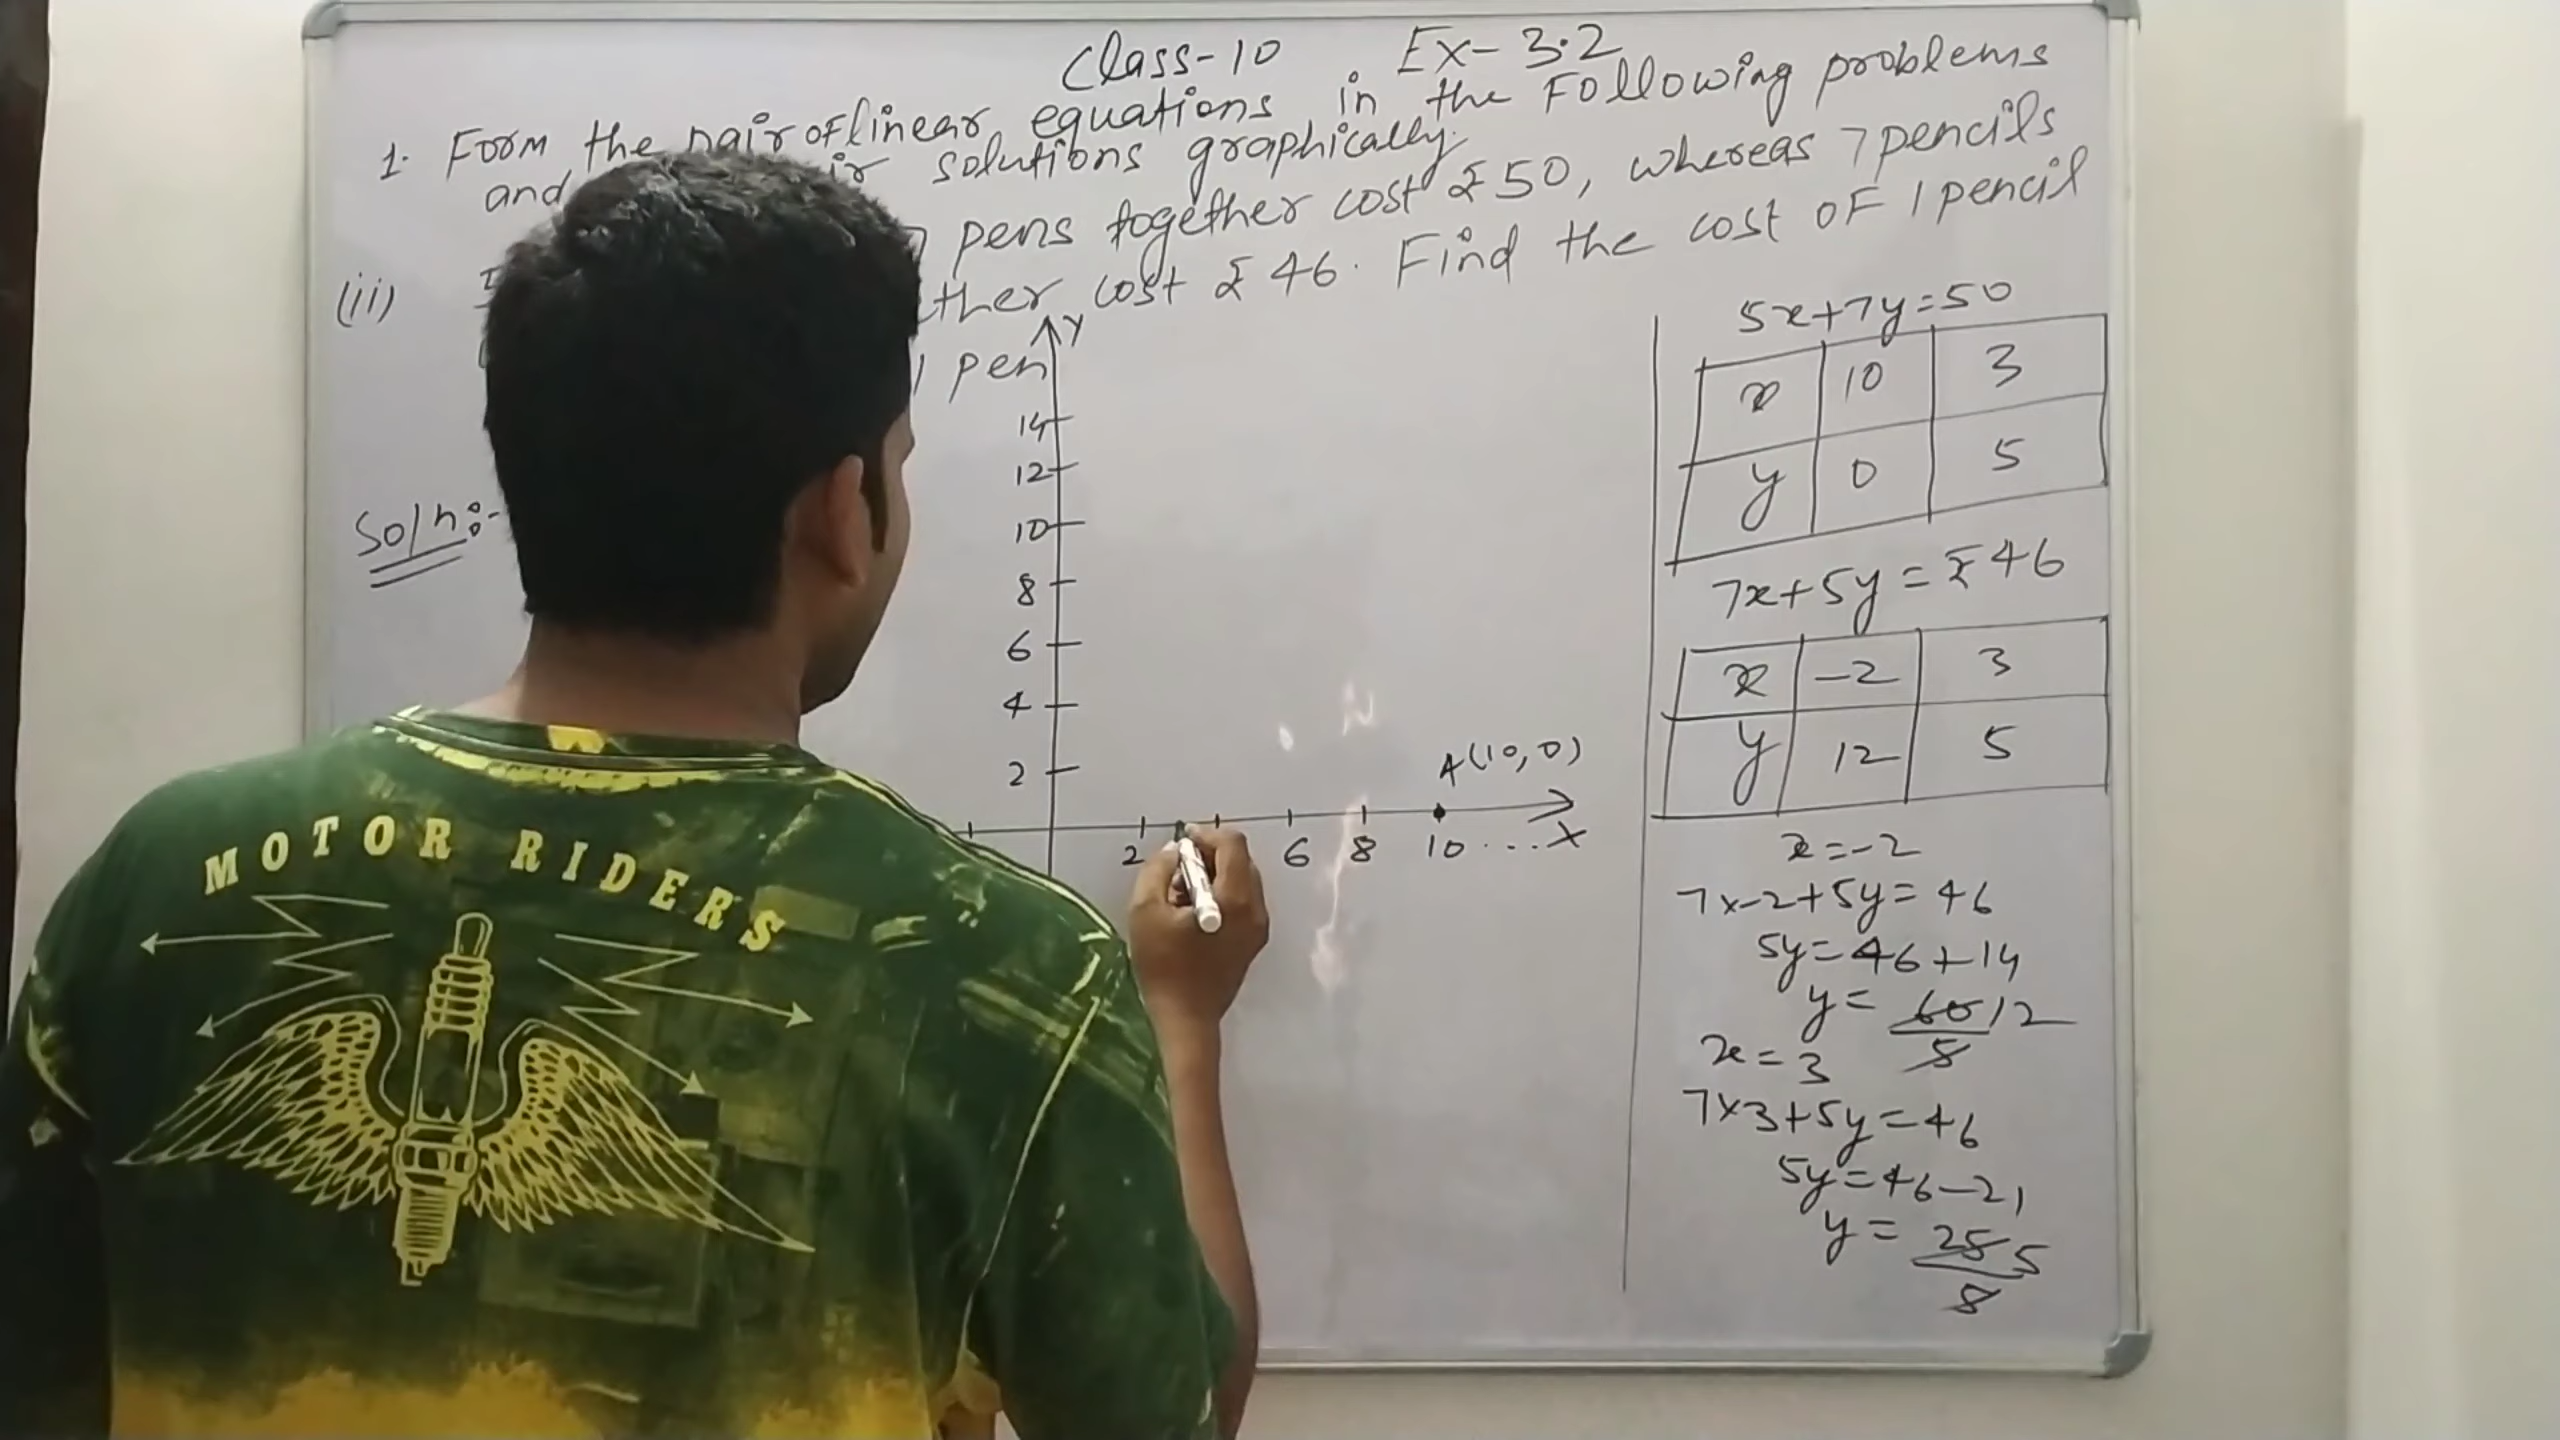 Class-10 Ex-3.2
1. Form the pair of linear equations in the following problems
and solutions graphically.
(ii) pens together cost ₹50, whereas 7 pencils
cost ₹46. Find the cost of 1 pencil
1 pen
Soln:-
Y
14
12
10
8
6
4
2
A(10,0)
2 6 8 10... X
5x+7y=50
x 10 3
y 0 5
7x+5y=₹46
x -2 3
y 12 5
x=-2
7x-2+5y=46
5y=46+14
y= 60 12
5
x=3
7x3+5y=46
5y=46-21
y= 25 5
5
MOTOR RIDERS